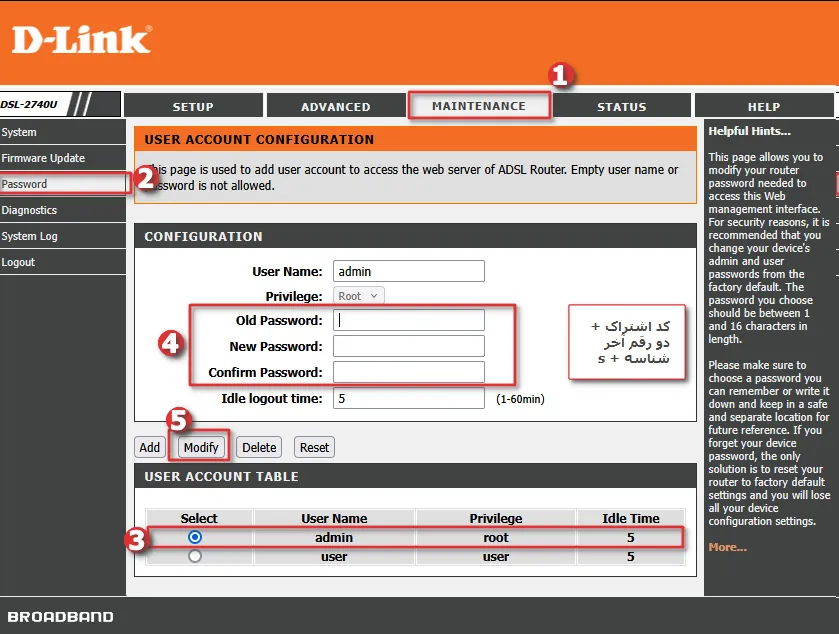 D-Link®
1
DSL-2740U
SETUP
ADVANCED
MAINTENANCE
STATUS
HELP
System
Firmware Update
Password
2
Diagnostics
System Log
Logout
USER ACCOUNT CONFIGURATION
his page is used to add user account to access the web server of ADSL Router. Empty user name or
ssword is not allowed.
CONFIGURATION
User Name: admin
Privilege: Root
4
Old Password:
New Password:
Confirm Password:
Idle logout time: 5 (1-60min)
کد اشتراک +
دو رقم آخر
شناسه + s
5
Add Modify Delete Reset
USER ACCOUNT TABLE
Select User Name Privilege Idle Time
3
admin root 5
user user 5
Helpful Hints...
This page allows you to
modify your router
password needed to
access this Web
management interface.
For security reasons, it is
recommended that you
change your device's
admin and user
passwords from the
factory default. The
password you choose
should be between 1
and 16 characters in
length.
Please make sure to
choose a password you
can remember or write it
down and keep in a safe
and separate location for
future reference. If you
forget your device
password, the only
solution is to reset your
router to factory default
settings and you will lose
all your device
configuration settings.
More...
BROADBAND